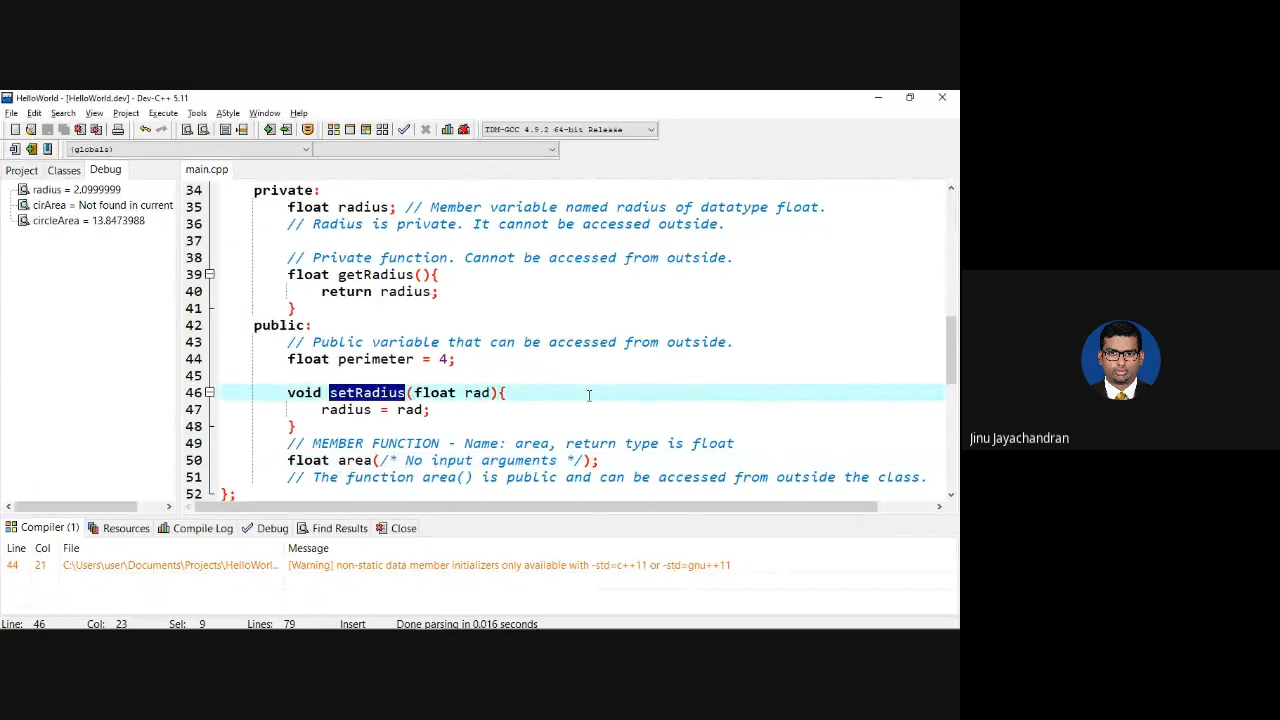 HelloWorld - [HelloWorld.dev] - Dev-C++ 5.11
File Edit Search View Project Execute Tools AStyle Window Help
TDM-GCC 4.9.2 64-bit Release
(globals)
Project Classes Debug main.cpp
radius = 2.0999999
cirArea = Not found in current
circleArea = 13.8473988
34 private:
35 float radius; // Member variable named radius of datatype float.
36 // Radius is private. It cannot be accessed outside.
37
38 // Private function. Cannot be accessed from outside.
39 float getRadius(){
40 return radius;
41 }
42 public:
43 // Public variable that can be accessed from outside.
44 float perimeter = 4;
45
46 void setRadius(float rad){
47 radius = rad;
48 }
49 // MEMBER FUNCTION - Name: area, return type is float
50 float area(/* No input arguments */);
51 // The function area() is public and can be accessed from outside the class.
52 };
Compiler (1) Resources Compile Log Debug Find Results Close
Line Col File Message
44 21 C:\Users\user\Documents\Projects\HelloWorl... [Warning] non-static data member initializers only available with -std=c++11 or -std=gnu++11
Line: 46 Col: 23 Sel: 9 Lines: 79 Insert Done parsing in 0.016 seconds
Jinu Jayachandran